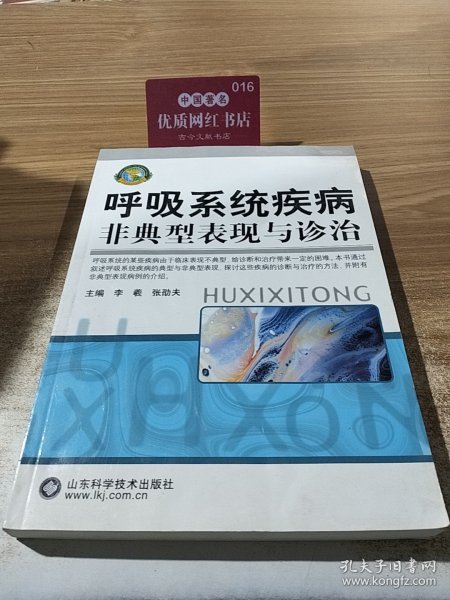 016
中国著名
优质网红书店
古今文献书店
呼吸系统疾病
非典型表现与诊治
呼吸系统的某些疾病由于临床表现不典型,给诊断和治疗带来一定的困难。本书通过
叙述呼吸系统疾病的典型与非典型表现,探讨这些疾病的诊断与治疗的方法,并附有
非典型表现病例的介绍。
主编 李羲 张劭夫
HUXIXITONG
山东科学技术出版社
www.lkj.com.cn
孔夫子旧书网
www.kongfz.com